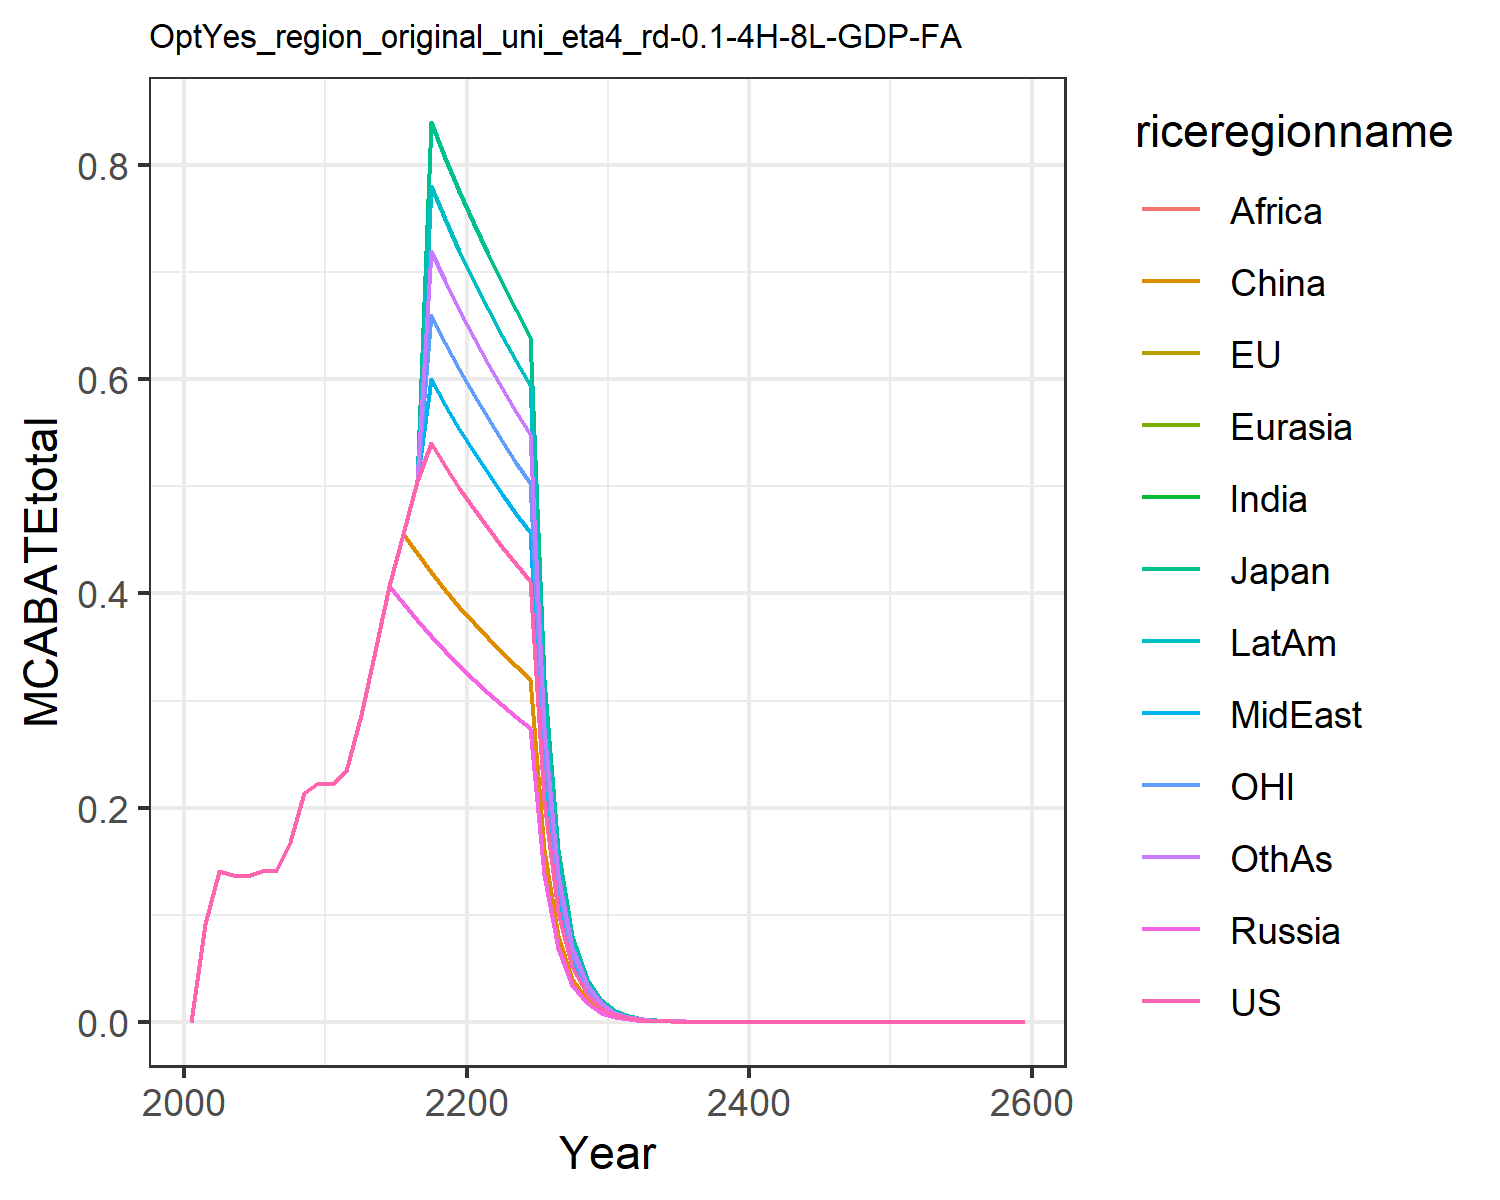 OptYes_region_original_uni_eta4_rd-0.1-4H-8L-GDP-FA
MCABATEtotal
0.8
0.6
0.4
0.2
0.0
2000
2200
2400
2600
Year
riceregionname
Africa
China
EU
Eurasia
India
Japan
LatAm
MidEast
OHI
OthAs
Russia
US